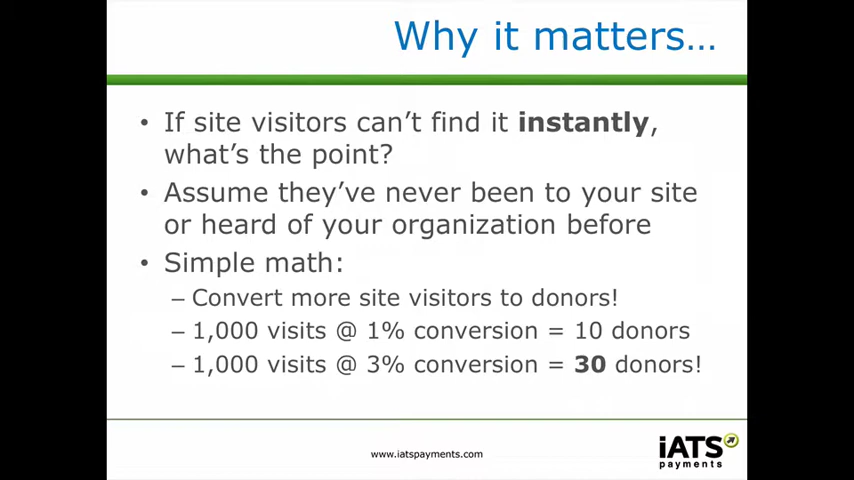 Why it matters…
• If site visitors can't find it instantly,
what's the point?
• Assume they've never been to your site
or heard of your organization before
• Simple math:
– Convert more site visitors to donors!
– 1,000 visits @ 1% conversion = 10 donors
– 1,000 visits @ 3% conversion = 30 donors!
www.iatspayments.com
iATS
payments